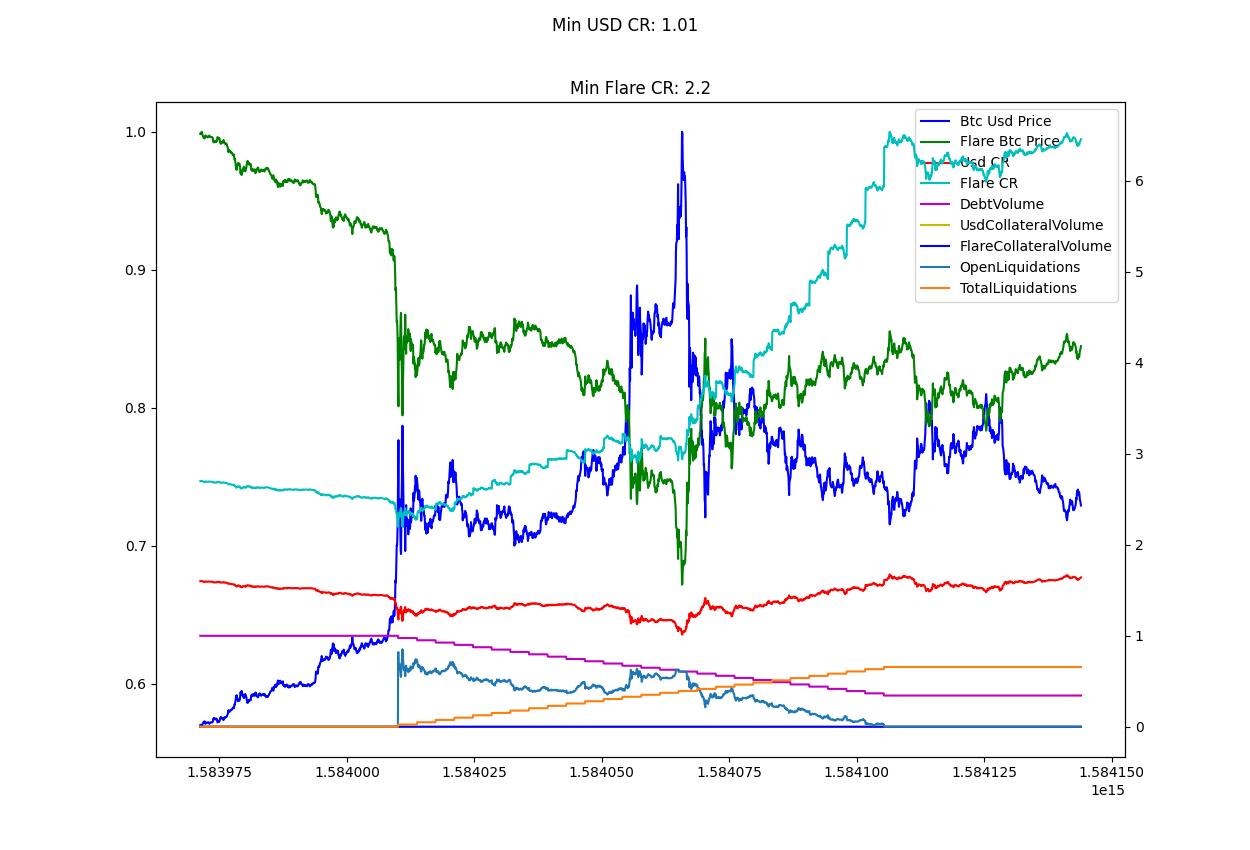 Min USD CR: 1.01
Min Flare CR: 2.2
Btc Usd Price
Flare Btc Price
Usd CR
Flare CR
DebtVolume
UsdCollateralVolume
FlareCollateralVolume
OpenLiquidations
TotalLiquidations
1.0
0.9
0.8
0.7
0.6
6
5
4
3
2
1
0
1.583975
1.584000
1.584025
1.584050
1.584075
1.584100
1.584125
1.584150
1e15